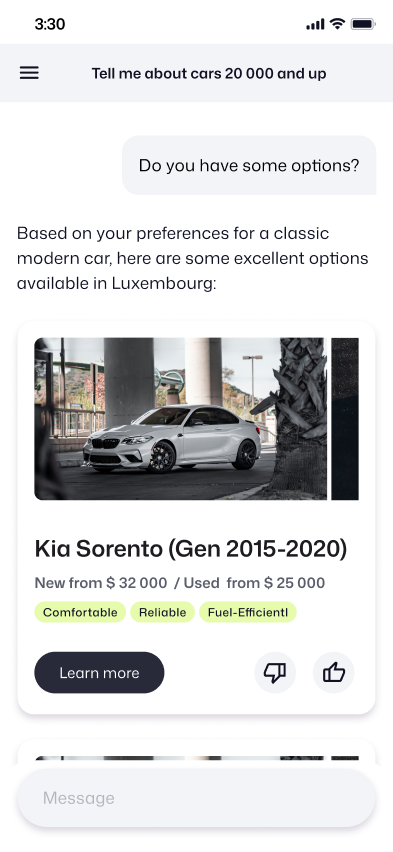 3:30
Tell me about cars 20 000 and up
Do you have some options?
Based on your preferences for a classic
modern car, here are some excellent options
available in Luxembourg:
Kia Sorento (Gen 2015-2020)
New from $ 32 000 / Used from $ 25 000
Comfortable Reliable Fuel-Efficientl
Learn more
Message